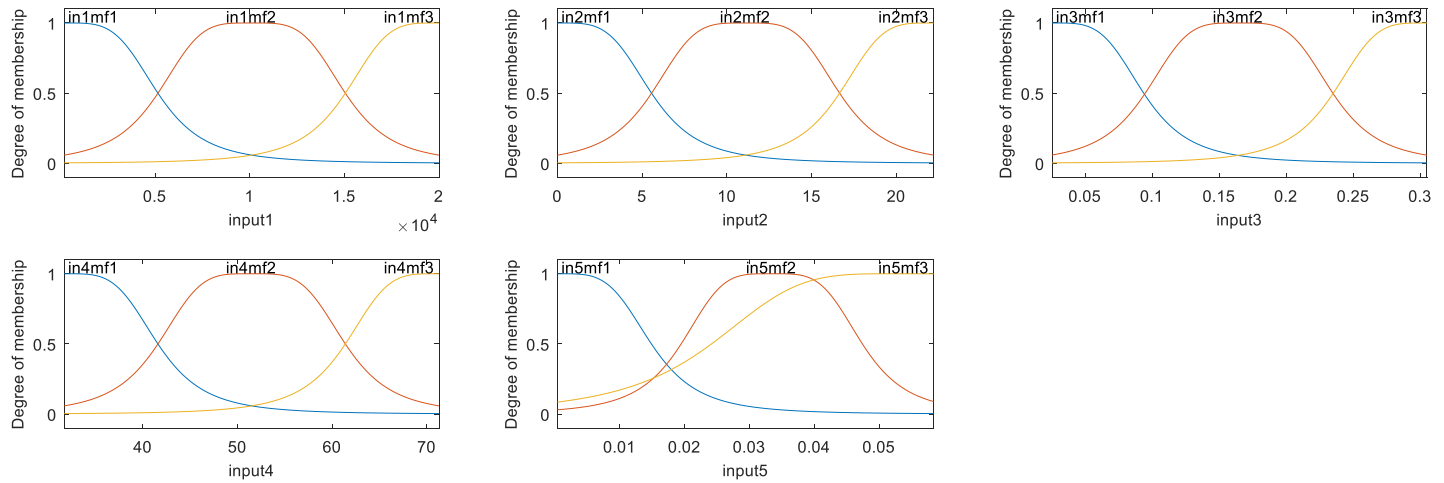 in1mf1 in1mf2 in1mf3
1
0.5
0
Degree of membership
0.5 1 1.5 2
×10⁴
input1
in2mf1 in2mf2 in2mf3
1
0.5
0
Degree of membership
0 5 10 15 20
input2
in3mf1 in3mf2 in3mf3
1
0.5
0
Degree of membership
0.05 0.1 0.15 0.2 0.25 0.3
input3
in4mf1 in4mf2 in4mf3
1
0.5
0
Degree of membership
40 50 60 70
input4
in5mf1 in5mf2 in5mf3
1
0.5
0
Degree of membership
0.01 0.02 0.03 0.04 0.05
input5